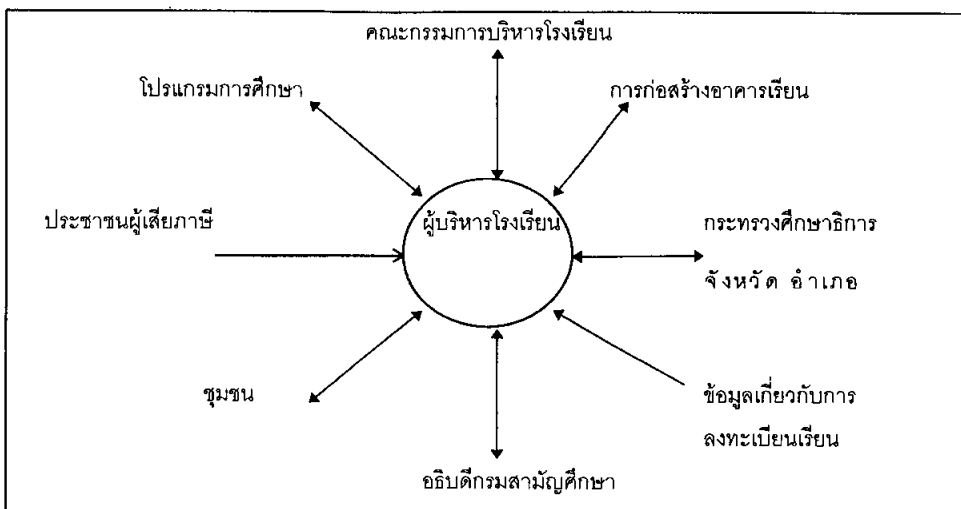 คณะกรรมการบริหารโรงเรียน
โปรแกรมการศึกษา
การก่อสร้างอาคารเรียน
ประชาชนผู้เสียภาษี
ผู้บริหารโรงเรียน
กระทรวงศึกษาธิการ
จังหวัด อำเภอ
ชุมชน
ข้อมูลเกี่ยวกับการ
ลงทะเบียนเรียน
อธิบดีกรมสามัญศึกษา